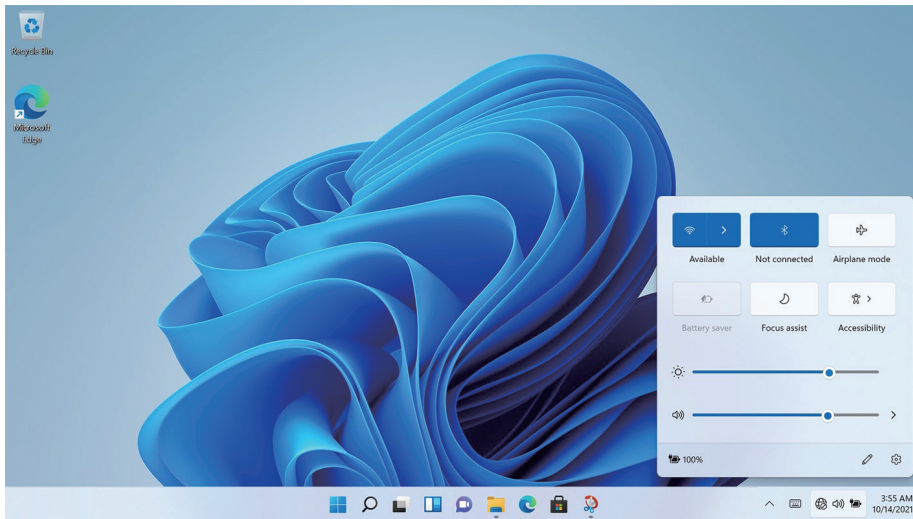 Recycle Bin
Microsoft
Edge
Available
Not connected
Airplane mode
Battery saver
Focus assist
Accessibility
100%
3:55 AM
10/14/2021